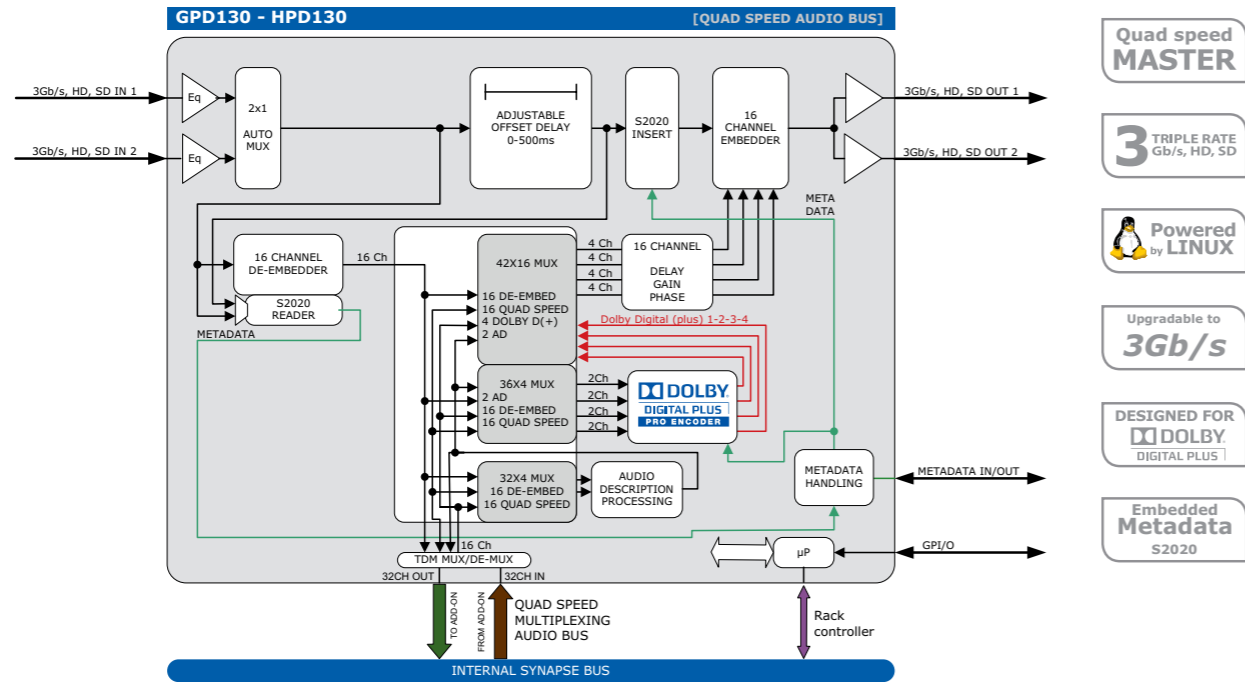 GPD130 - HPD130
[QUAD SPEED AUDIO BUS]
3Gb/s, HD, SD IN 1
3Gb/s, HD, SD IN 2
Eq
Eq
2x1
AUTO
MUX
ADJUSTABLE
OFFSET DELAY
0-500ms
S2020
INSERT
16
CHANNEL
EMBEDDER
3Gb/s, HD, SD OUT 1
3Gb/s, HD, SD OUT 2
META
DATA
16 CHANNEL
DE-EMBEDDER
16 Ch
S2020
READER
METADATA
42X16 MUX
16 DE-EMBED
16 QUAD SPEED
4 DOLBY D(+)
2 AD
4 Ch
4 Ch
4 Ch
4 Ch
16 CHANNEL
DELAY
GAIN
PHASE
Dolby Digital (plus) 1-2-3-4
36X4 MUX
2 AD
16 DE-EMBED
16 QUAD SPEED
2Ch
2Ch
2Ch
2Ch
DOLBY
DIGITAL PLUS
PRO ENCODER
32X4 MUX
16 DE-EMBED
16 QUAD SPEED
AUDIO
DESCRIPTION
PROCESSING
METADATA
HANDLING
METADATA IN/OUT
16 Ch
TDM MUX/DE-MUX
32CH OUT
32CH IN
µP
GPI/O
TO ADD-ON
FROM ADD-ON
QUAD SPEED
MULTIPLEXING
AUDIO BUS
Rack
controller
INTERNAL SYNAPSE BUS
Quad speed
MASTER
3 TRIPLE RATE
Gb/s, HD, SD
Powered
by LINUX
Upgradable to
3Gb/s
DESIGNED FOR
DOLBY
DIGITAL PLUS
Embedded
Metadata
S2020